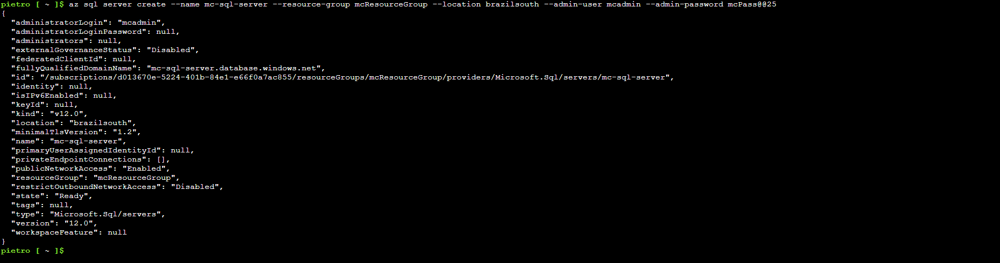 pietro [ ~ ]$ az sql server create --name mc-sql-server --resource-group mcResourceGroup --location brazilsouth --admin-user mcadmin --admin-password mcPass@@25
{
  "administratorLogin": "mcadmin",
  "administratorLoginPassword": null,
  "administrators": null,
  "externalGovernanceStatus": "Disabled",
  "federatedClientId": null,
  "fullyQualifiedDomainName": "mc-sql-server.database.windows.net",
  "id": "/subscriptions/d013670e-5224-401b-84e1-e66f0a7ac855/resourceGroups/mcResourceGroup/providers/Microsoft.Sql/servers/mc-sql-server",
  "identity": null,
  "isIPv6Enabled": null,
  "keyId": null,
  "kind": "v12.0",
  "location": "brazilsouth",
  "minimalTlsVersion": "1.2",
  "name": "mc-sql-server",
  "primaryUserAssignedIdentityId": null,
  "privateEndpointConnections": [],
  "publicNetworkAccess": "Enabled",
  "resourceGroup": "mcResourceGroup",
  "restrictOutboundNetworkAccess": "Disabled",
  "state": "Ready",
  "tags": null,
  "type": "Microsoft.Sql/servers",
  "version": "12.0",
  "workspaceFeature": null
}
pietro [ ~ ]$